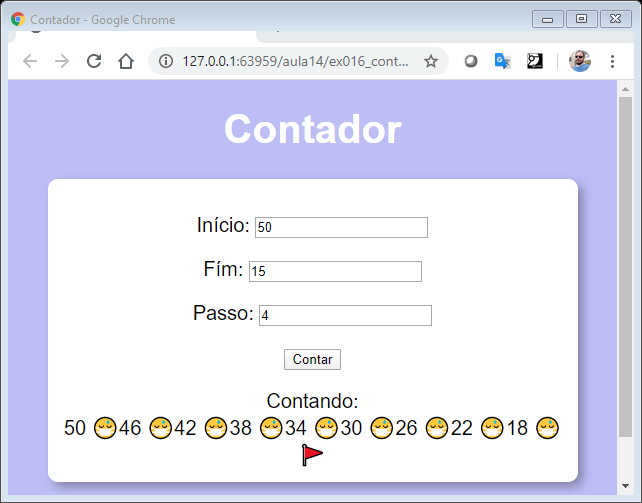 Contador - Google Chrome
127.0.0.1:63959/aula14/ex016_cont...
Contador
Início: 50
Fím: 15
Passo: 4
Contar
Contando:
50 😅46 😅42 😅38 😅34 😅30 😅26 😅22 😅18 😅
🚩